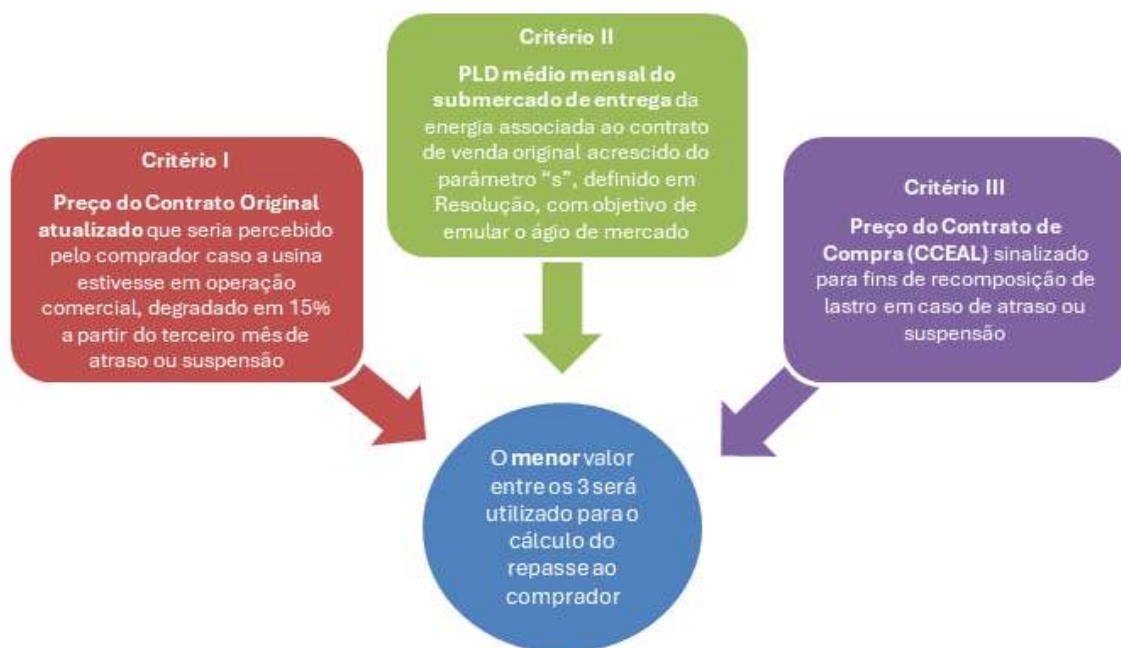 Critério I
Preço do Contrato Original
atualizado que seria percebido
pelo comprador caso a usina
estivesse em operação
comercial, degradado em 15%
a partir do terceiro mês de
atraso ou suspensão
Critério II
PLD médio mensal do
submercado de entrega da
energia associada ao contrato
de venda original acrescido do
parâmetro “s”, definido em
Resolução, com objetivo de
emular o ágio de mercado
Critério III
Preço do Contrato de
Compra (CCEAL) sinalizado
para fins de recomposição de
lastro em caso de atraso ou
suspensão
O menor valor
entre os 3 será
utilizado para o
cálculo do
repasse ao
comprador